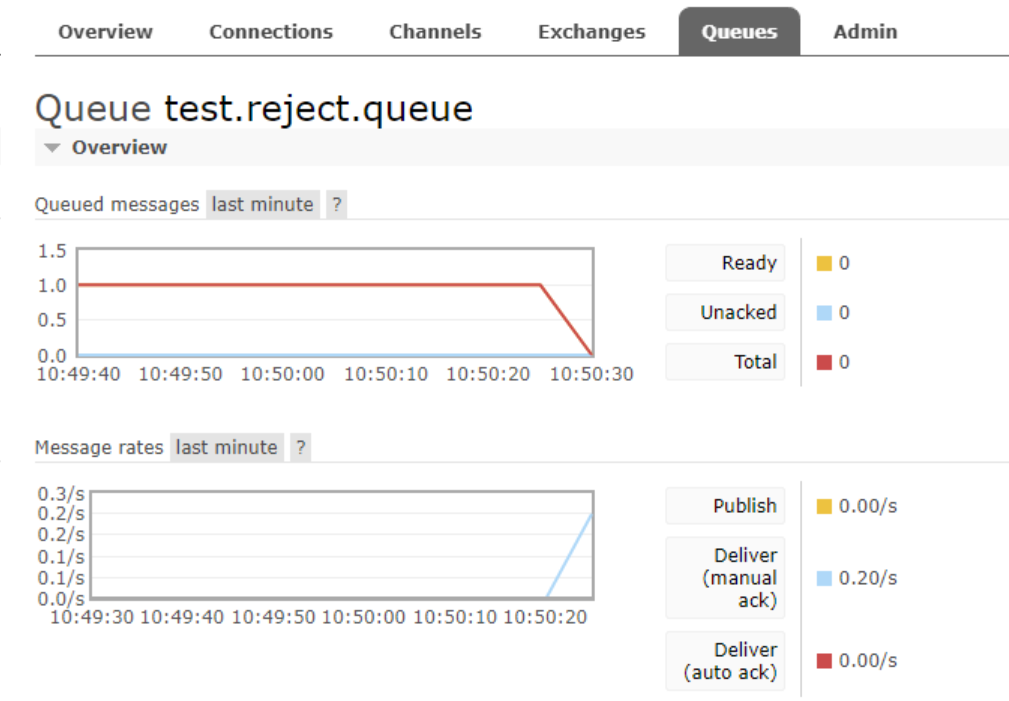 Overview Connections Channels Exchanges Queues Admin
Queue test.reject.queue
Overview
Queued messages last minute ?
1.5
1.0
0.5
0.0
10:49:40 10:49:50 10:50:00 10:50:10 10:50:20 10:50:30
Ready 0
Unacked 0
Total 0
Message rates last minute ?
0.3/s
0.2/s
0.2/s
0.1/s
0.1/s
0.0/s
10:49:30 10:49:40 10:49:50 10:50:00 10:50:10 10:50:20
Publish 0.00/s
Deliver
(manual 0.20/s
ack)
Deliver
(auto ack) 0.00/s